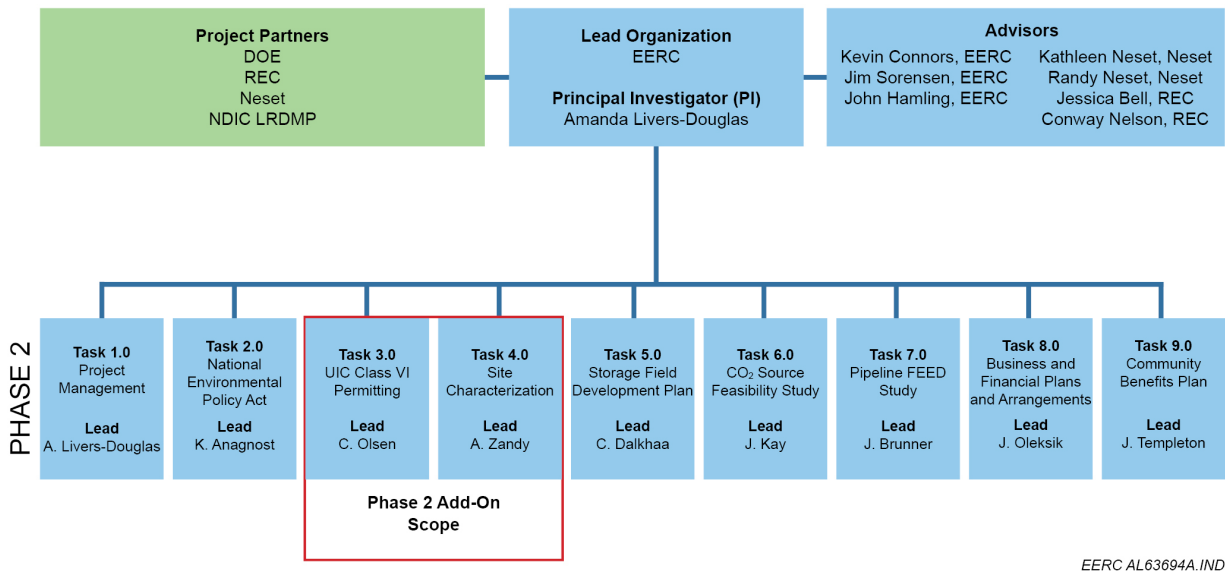 Project Partners
DOE
REC
Neset
NDIC LRDMP
Lead Organization
EERC
Principal Investigator (PI)
Amanda Livers-Douglas
Advisors
Kevin Connors, EERC
Jim Sorensen, EERC
John Hamling, EERC
Kathleen Neset, Neset
Randy Neset, Neset
Jessica Bell, REC
Conway Nelson, REC
PHASE 2
Task 1.0
Project
Management
Lead
A. Livers-Douglas
Task 2.0
National
Environmental
Policy Act
Lead
K. Anagnost
Task 3.0
UIC Class VI
Permitting
Lead
C. Olsen
Task 4.0
Site
Characterization
Lead
A. Zandy
Phase 2 Add-On
Scope
Task 5.0
Storage Field
Development Plan
Lead
C. Dalkhaa
Task 6.0
CO₂ Source
Feasibility Study
Lead
J. Kay
Task 7.0
Pipeline FEED
Study
Lead
J. Brunner
Task 8.0
Business and
Financial Plans
and Arrangements
Lead
J. Oleksik
Task 9.0
Community
Benefits Plan
Lead
J. Templeton
EERC AL63694A.IND